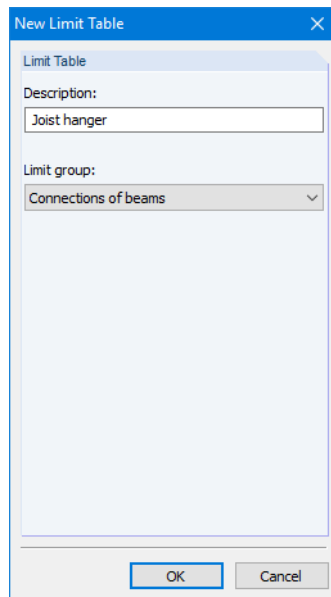 New Limit Table
Limit Table
Description:
Joist hanger
Limit group:
Connections of beams
OK
Cancel